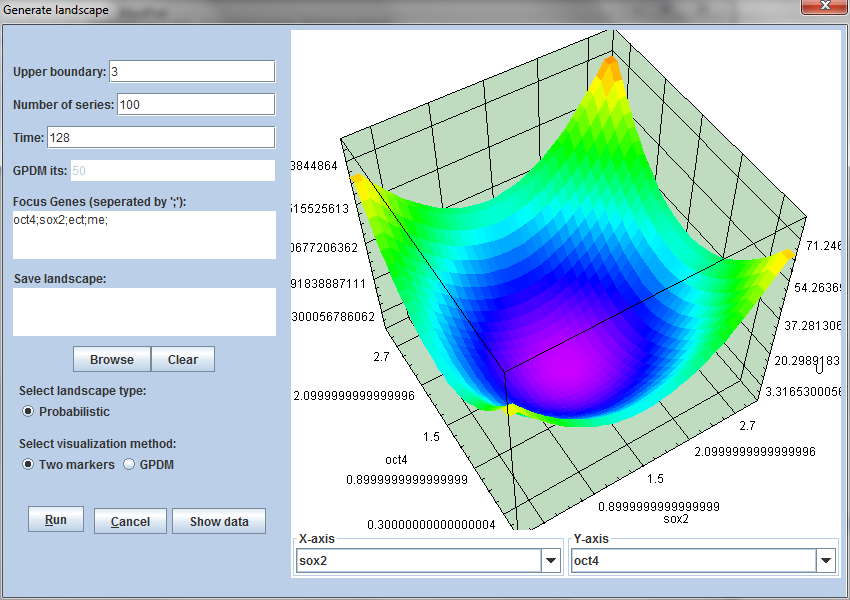 Generate landscape
Upper boundary: 3
Number of series: 100
Time: 128
GPDM its: 50
Focus Genes (seperated by ';'):
oct4;sox2;ect;me;
Save landscape:
Browse Clear
Select landscape type:
Probabilistic
Select visualization method:
Two markers GPDM
Run Cancel Show data
3844864
515525613
0677206362
91838887111
300056786062
2.7
2.0999999999999996
1.5
oct4
0.8999999999999999
0.30000000000000004
71.246
54.26369
37.281306
20.2989183
U
3.3165300056
2.7
2.0999999999999996
1.5
0.8999999999999999
sox2
X-axis
sox2
Y-axis
oct4